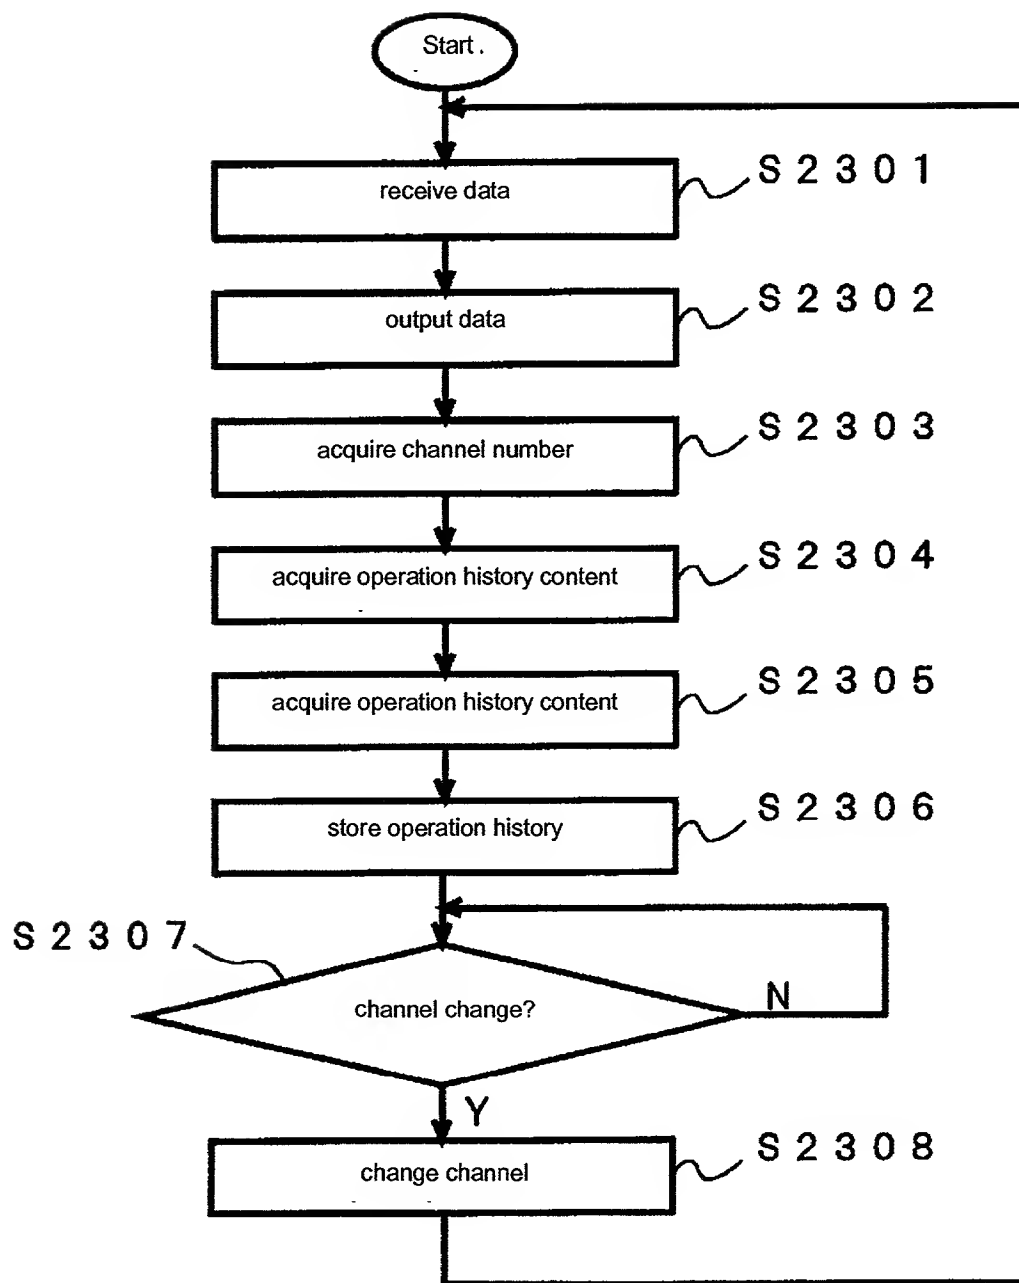 Start.
receive data
S2301
output data
S2302
acquire channel number
S2303
acquire operation history content
S2304
acquire operation history content
S2305
store operation history
S2306
S2307
channel change?
N
Y
change channel
S2308